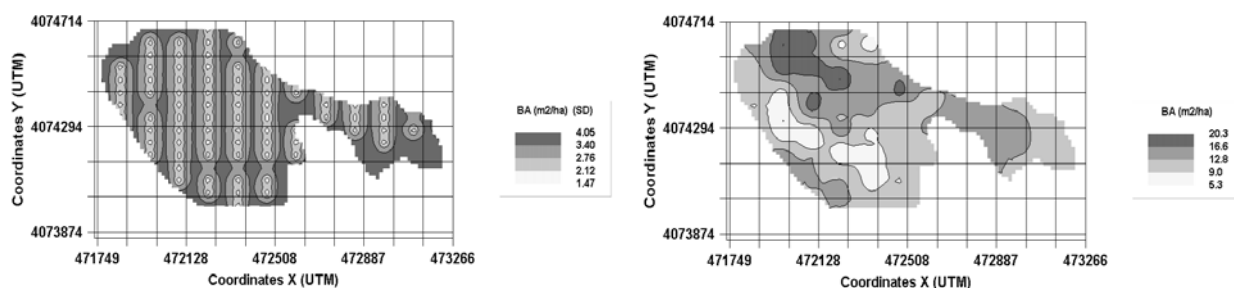 4074714
4074294
4073874
Coordinates Y (UTM)
471749 472128 472508 472887 473266
Coordinates X (UTM)
BA (m2/ha) (SD)
4.05
3.40
2.76
2.12
1.47
4074714
4074294
4073874
Coordinates Y (UTM)
471749 472128 472508 472887 473266
Coordinates X (UTM)
BA (m2/ha)
20.3
16.6
12.8
9.0
5.3